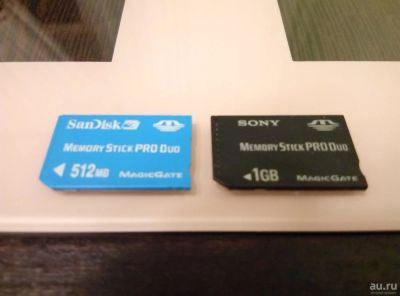 SanDisk
MEMORY STICK PRO DUO
512MB
MAGICGATE
SONY
MEMORY STICK PRO DUO
1GB
MAGICGATE
au.ru